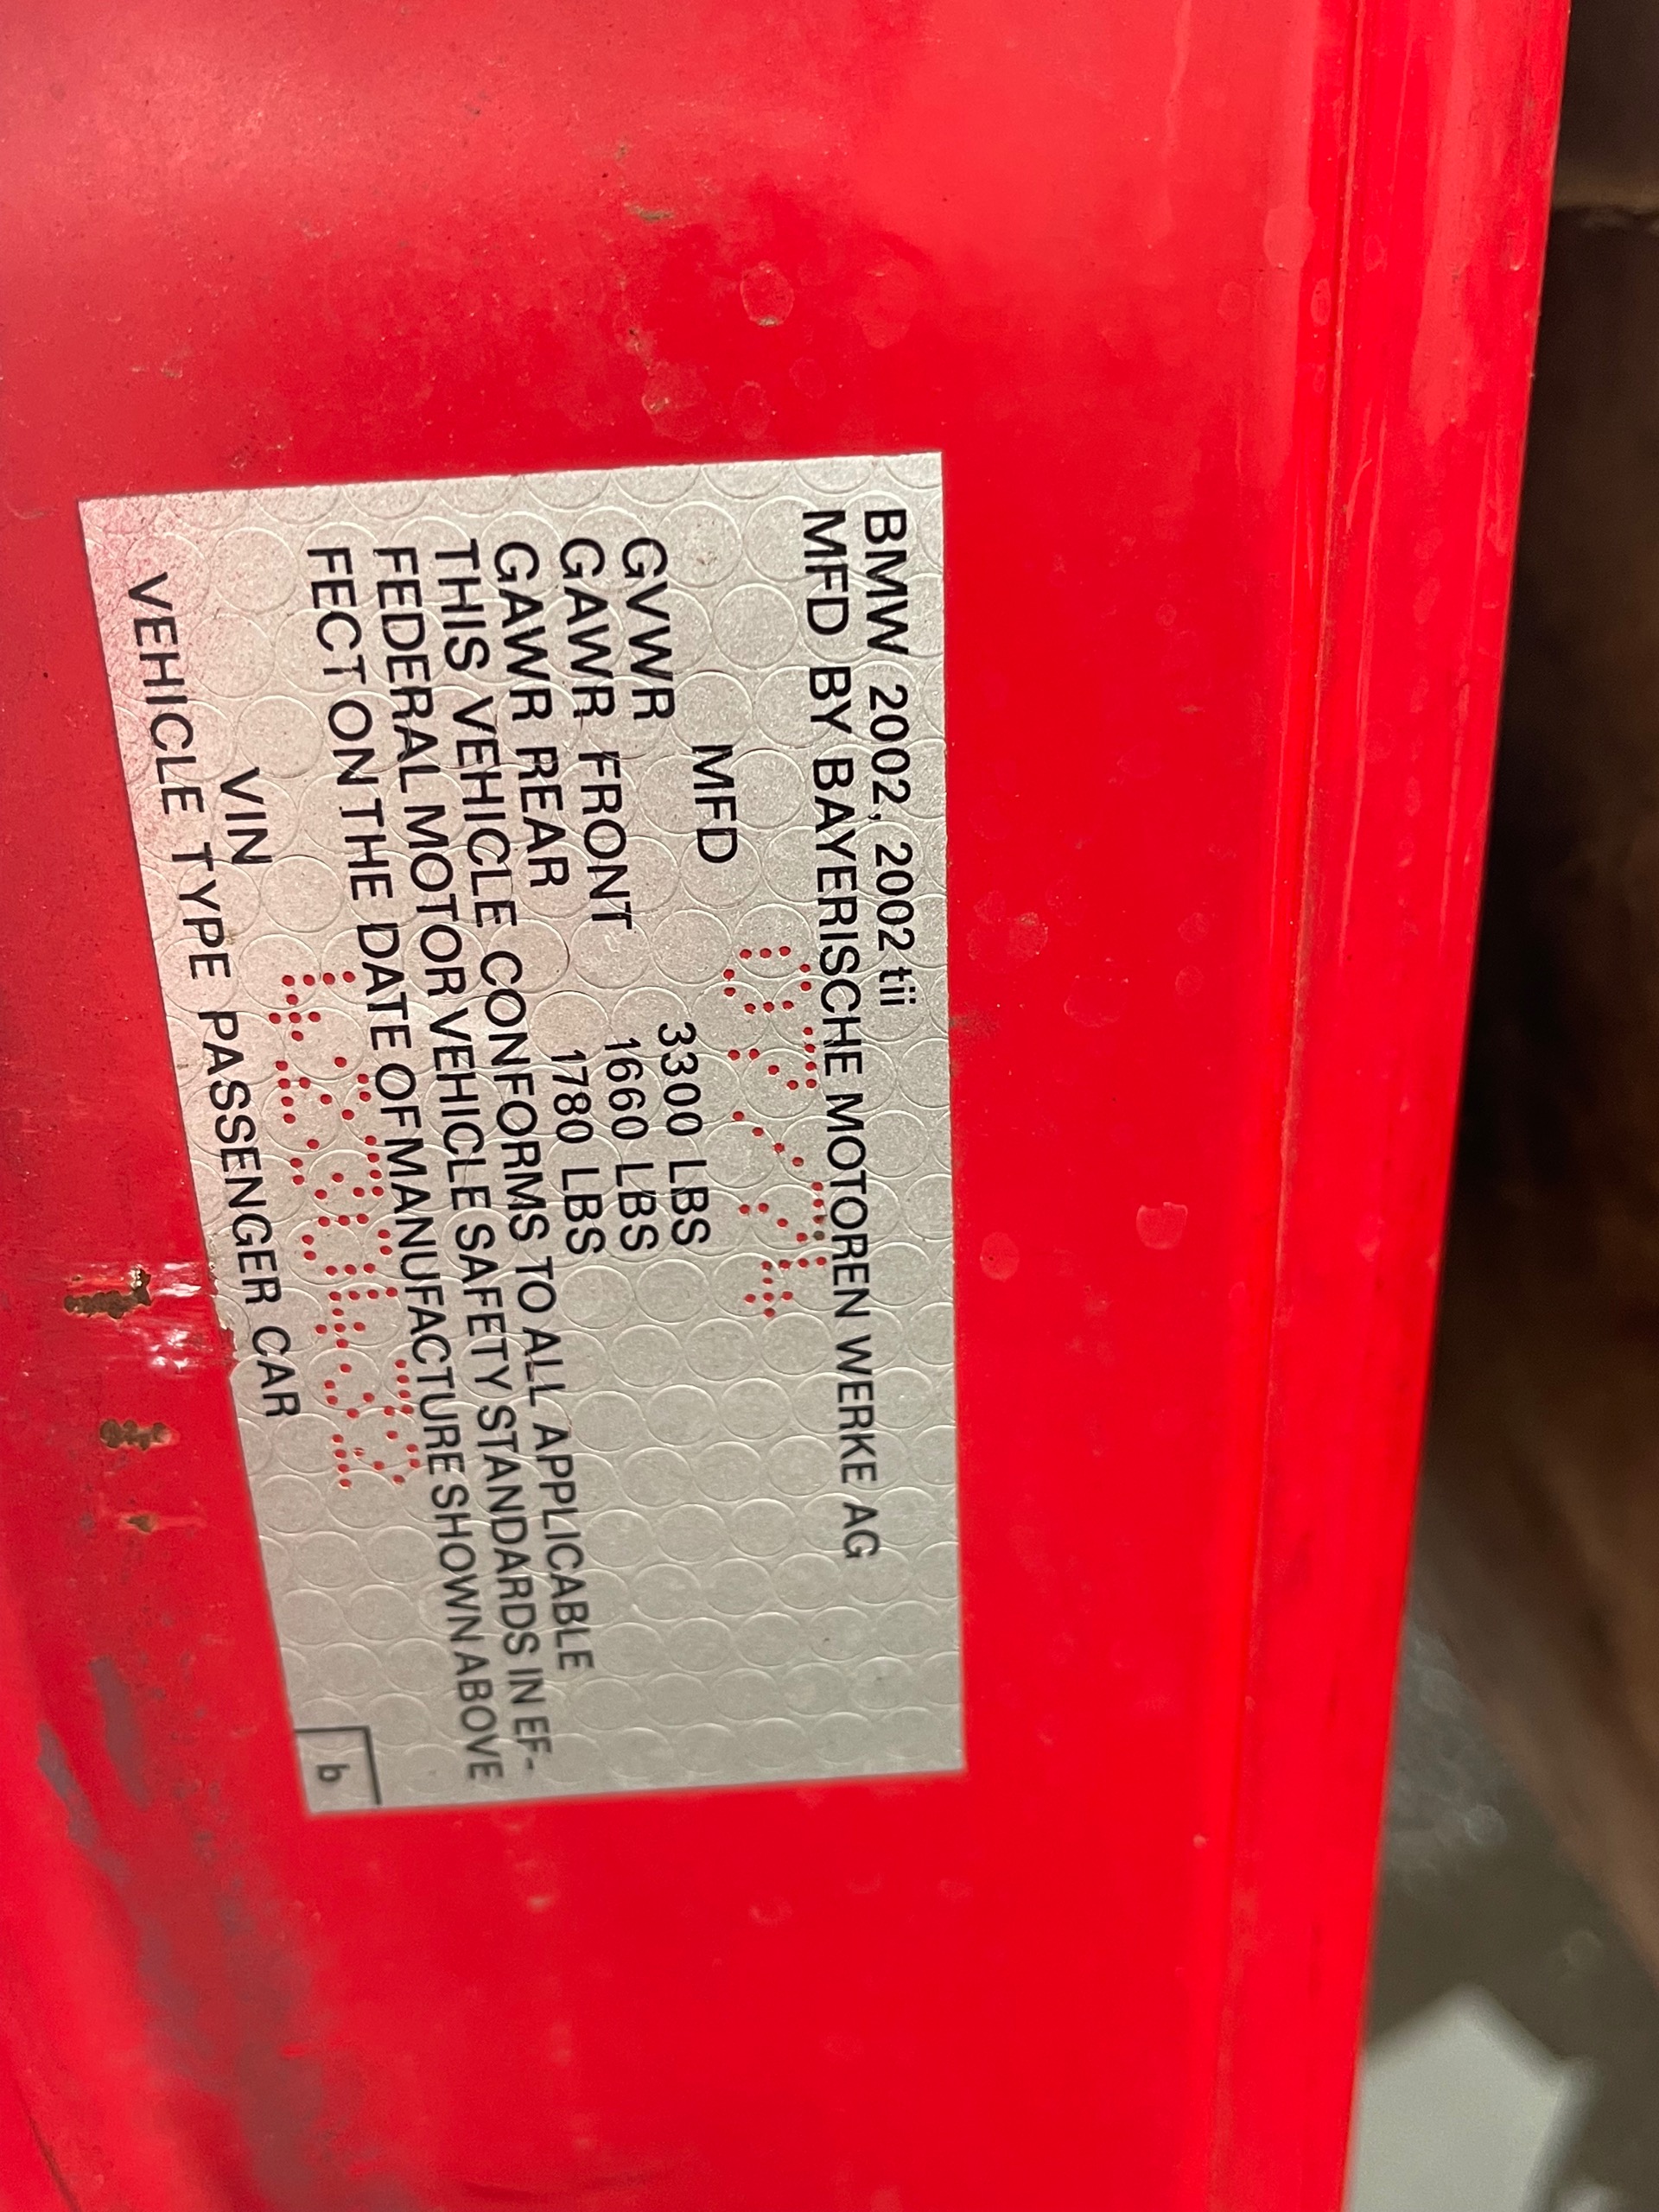 BMW 2002, 2002 tii
MFD BY BAYERISCHE MOTOREN WERKE AG
MFD
GVWR 3300 LBS
GAWR FRONT 1660 LBS
GAWR REAR 1780 LBS
THIS VEHICLE CONFORMS TO ALL APPLICABLE
FEDERAL MOTOR VEHICLE SAFETY STANDARDS IN EF-
FECT ON THE DATE OF MANUFACTURE SHOWN ABOVE
VIN
VEHICLE TYPE PASSENGER CAR
b